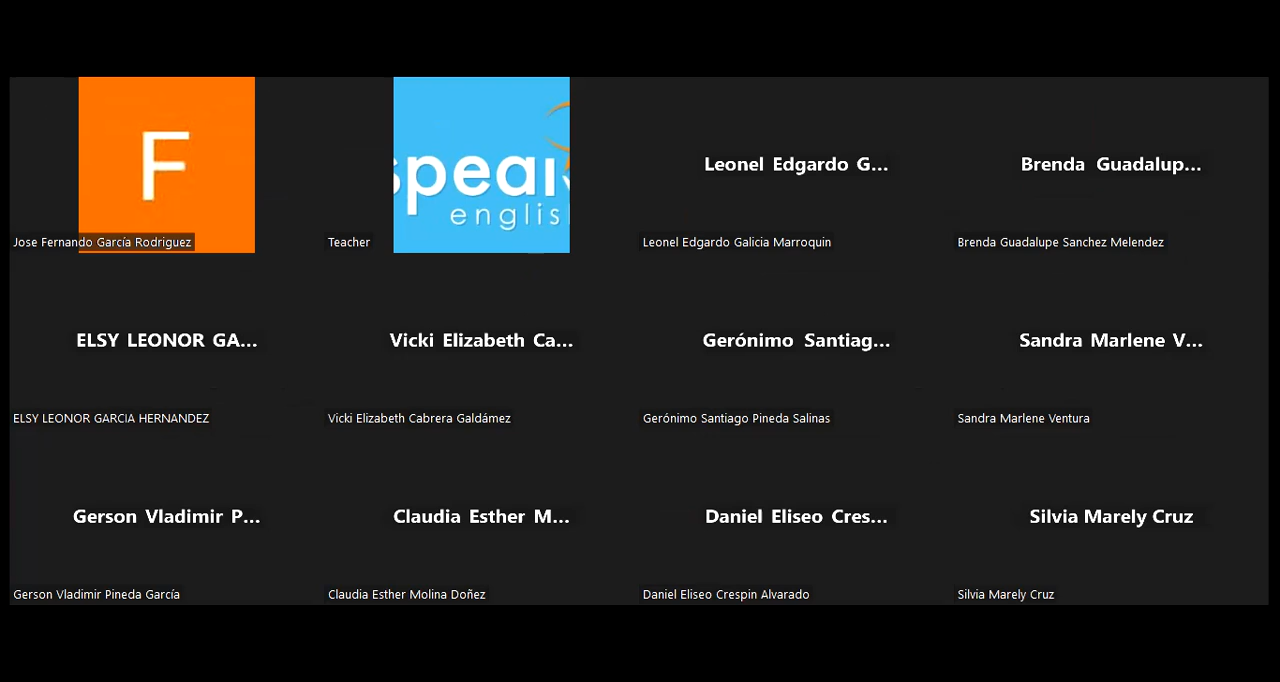 F
speak
english
Leonel Edgardo G...
Brenda Guadalup...
Jose Fernando García Rodriguez
Teacher
Leonel Edgardo Galicia Marroquin
Brenda Guadalupe Sanchez Melendez
ELSY LEONOR GA...
Vicki Elizabeth Ca...
Gerónimo Santiag...
Sandra Marlene V...
ELSY LEONOR GARCIA HERNANDEZ
Vicki Elizabeth Cabrera Galdámez
Gerónimo Santiago Pineda Salinas
Sandra Marlene Ventura
Gerson Vladimir P...
Claudia Esther M...
Daniel Eliseo Cres...
Silvia Marely Cruz
Gerson Vladimir Pineda García
Claudia Esther Molina Doñez
Daniel Eliseo Crespin Alvarado
Silvia Marely Cruz